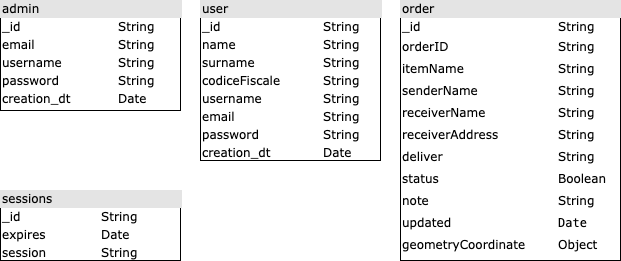 admin
_id String
email String
username String
password String
creation_dt Date
user
_id String
name String
surname String
codiceFiscale String
username String
email String
password String
creation_dt Date
order
_id String
orderID String
itemName String
senderName String
receiverName String
receiverAddress String
deliver String
status Boolean
note String
updated Date
geometryCoordinate Object
sessions
_id String
expires Date
session String